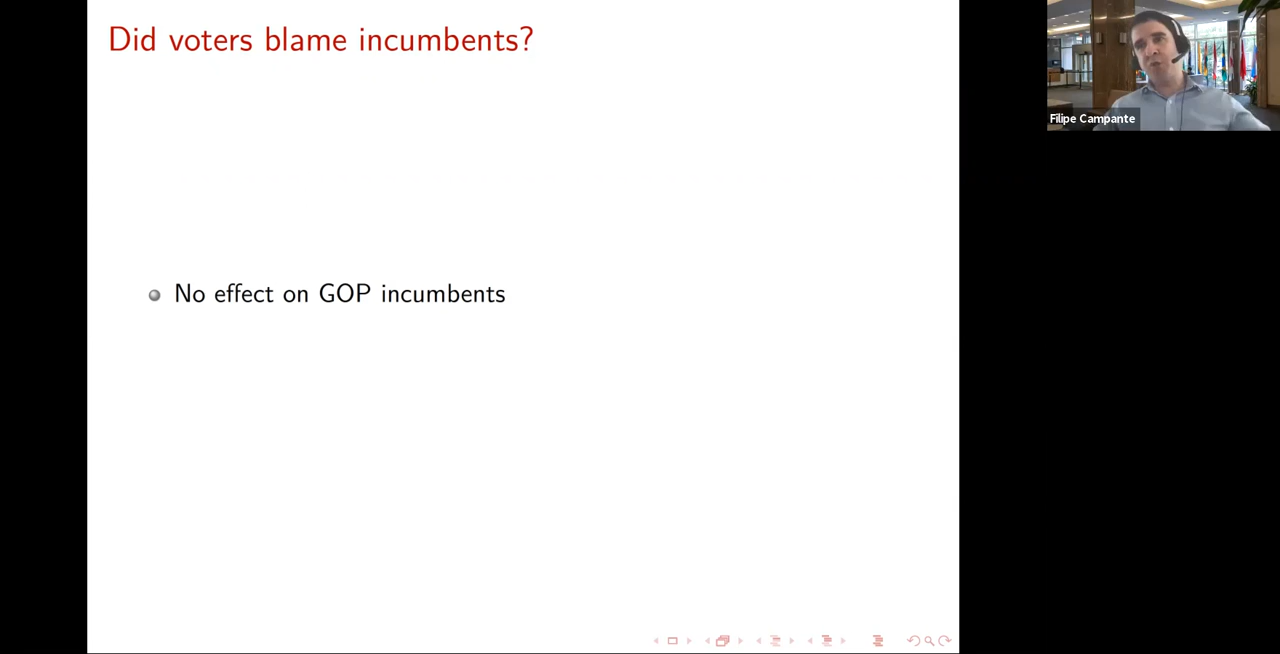 Did voters blame incumbents?
No effect on GOP incumbents
Filipe Campante